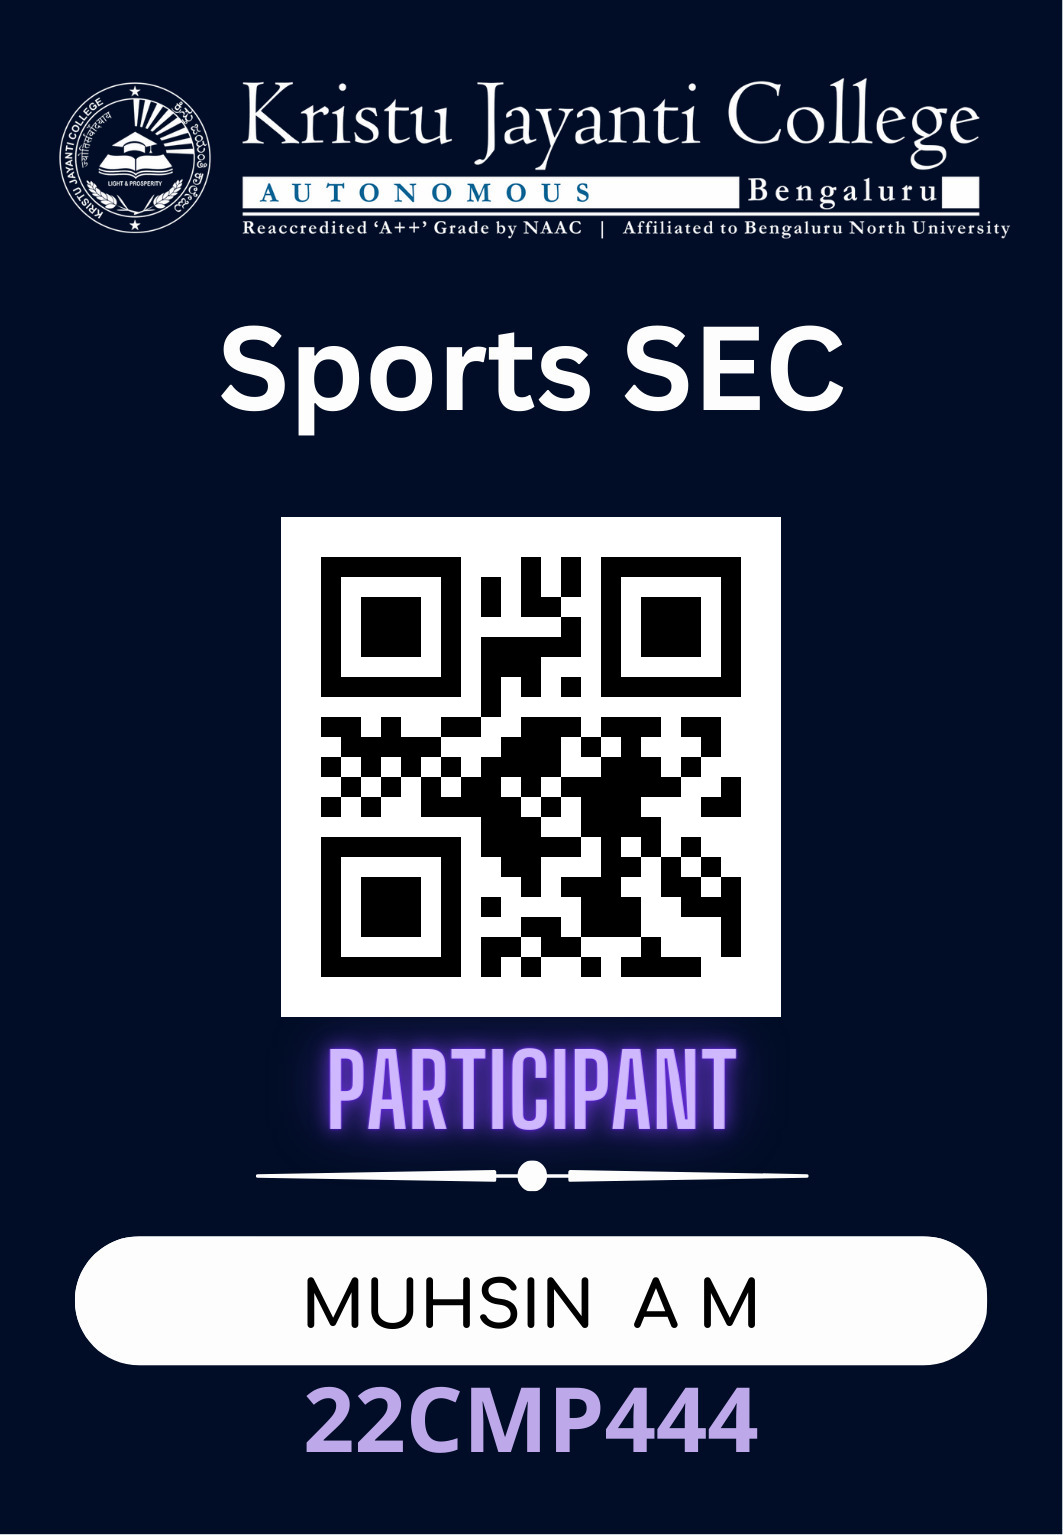 Kristu Jayanti College
AUTONOMOUS Bengaluru
Reaccredited ‘A++’ Grade by NAAC | Affiliated to Bengaluru North University
KRISTU JAYANTI COLLEGE
LIGHT & PROSPERITY
Sports SEC
PARTICIPANT
MUHSIN A M
22CMP444